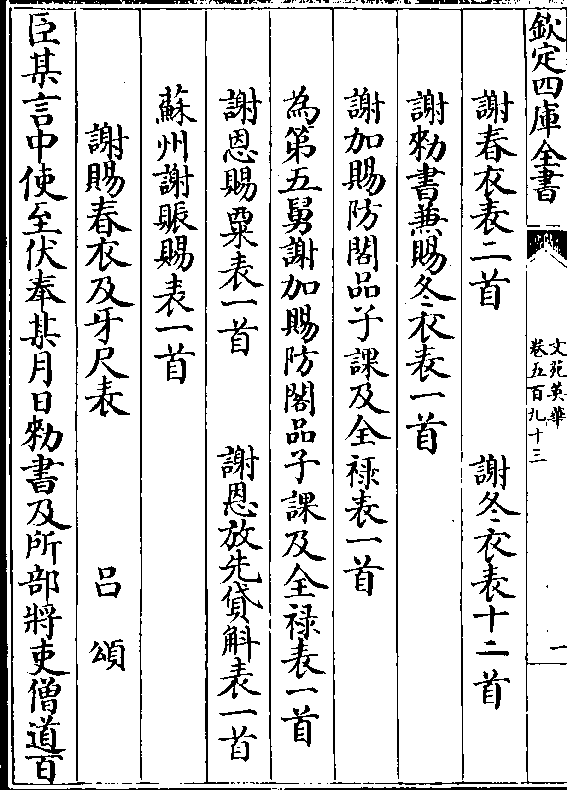 欽定四庫全書
文苑英華
卷五百九十三
一
謝春衣表二首 謝冬衣表十二首
謝勑書兼賜冬衣表一首
謝加賜防閤品子課及全禄表一首
為第五舅謝加賜防閤品子課及全禄表一首
謝恩賜粟表一首 謝恩放先貸斛表一首
蘇州謝賑賜表一首
謝賜春衣及牙尺表 吕頌
臣某言中使至伏奉某月日勑書及所部將吏僧道百